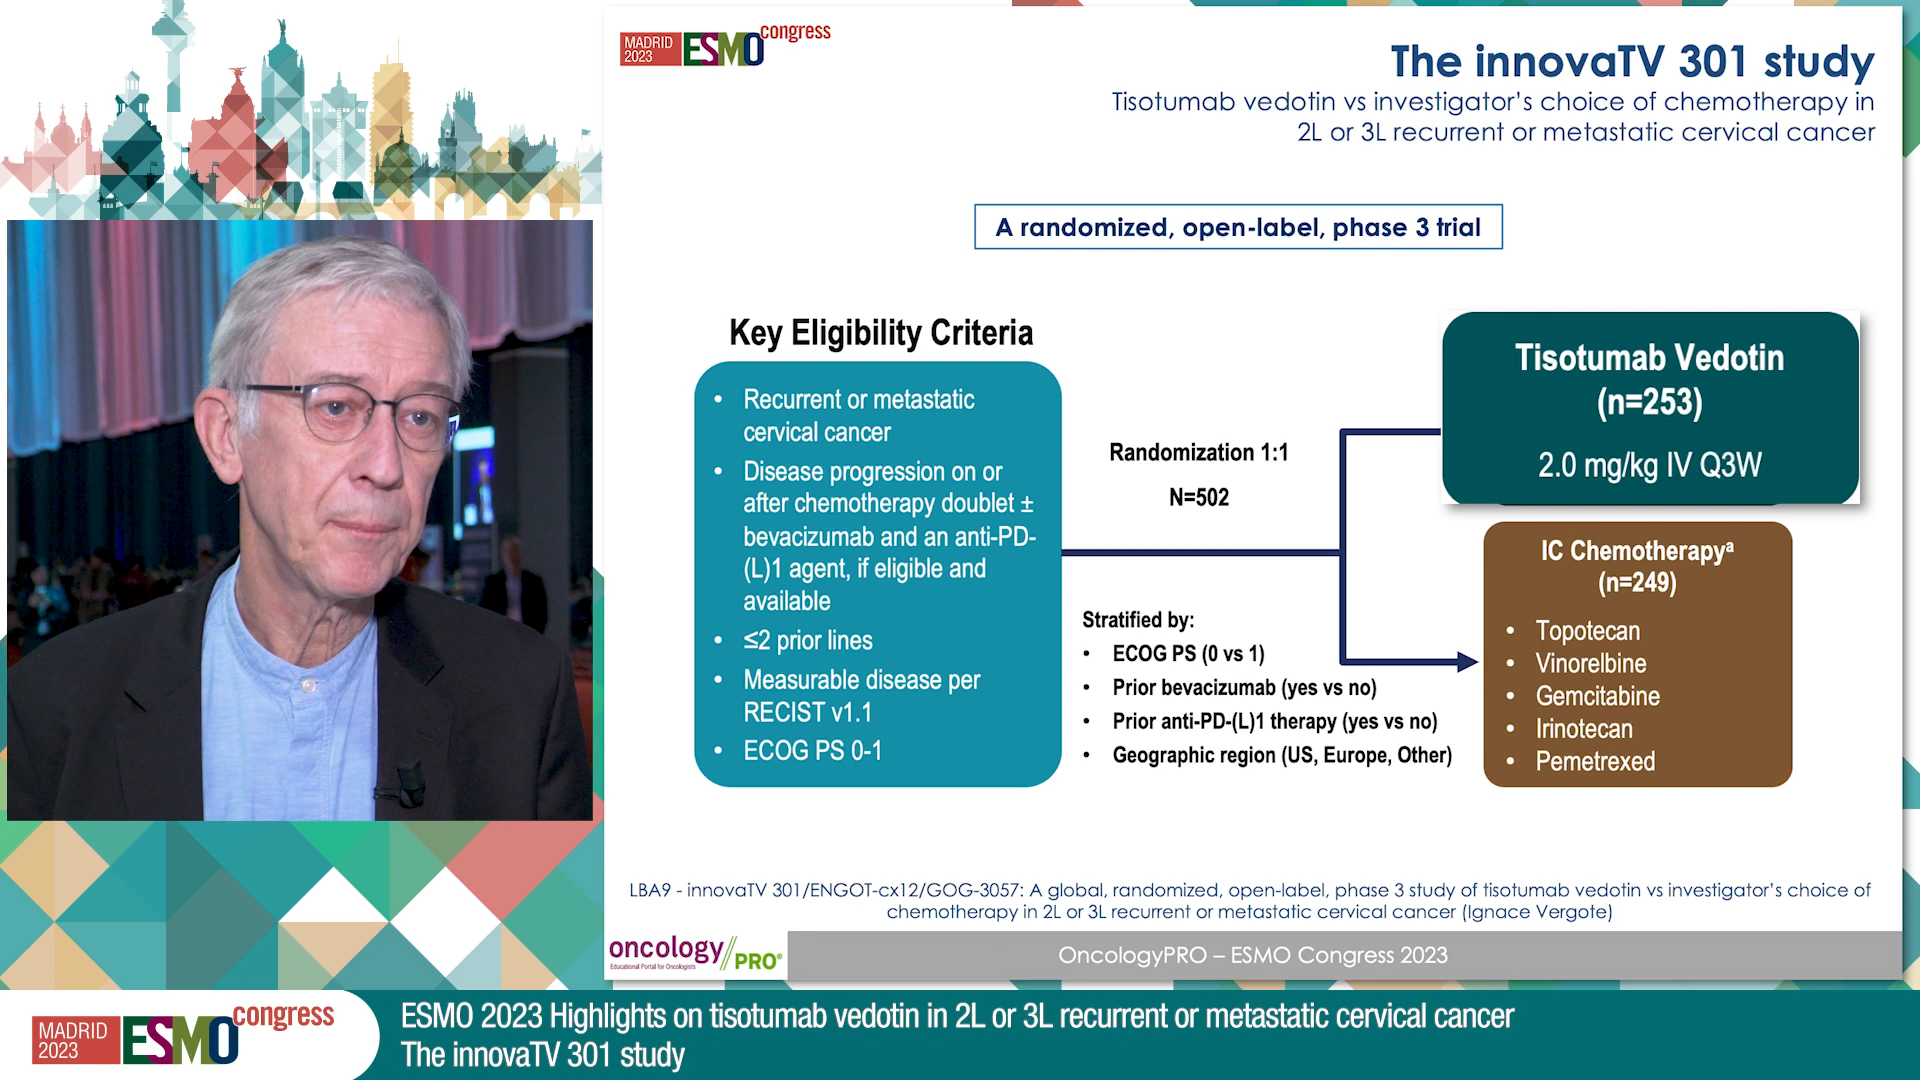 MADRID
2023
ESMO
congress
The innovaTV 301 study
Tisotumab vedotin vs investigator's choice of chemotherapy in
2L or 3L recurrent or metastatic cervical cancer
A randomized, open-label, phase 3 trial
Key Eligibility Criteria
• Recurrent or metastatic
cervical cancer
• Disease progression on or
after chemotherapy doublet ±
bevacizumab and an anti-PD-
(L)1 agent, if eligible and
available
• ≤2 prior lines
• Measurable disease per
RECIST v1.1
• ECOG PS 0-1
Randomization 1:1
N=502
Stratified by:
• ECOG PS (0 vs 1)
• Prior bevacizumab (yes vs no)
• Prior anti-PD-(L)1 therapy (yes vs no)
• Geographic region (US, Europe, Other)
Tisotumab Vedotin
(n=253)
2.0 mg/kg IV Q3W
IC Chemotherapyᵃ
(n=249)
• Topotecan
• Vinorelbine
• Gemcitabine
• Irinotecan
• Pemetrexed
LBA9 - innovaTV 301/ENGOT-cx12/GOG-3057: A global, randomized, open-label, phase 3 study of tisotumab vedotin vs investigator's choice of
chemotherapy in 2L or 3L recurrent or metastatic cervical cancer (Ignace Vergote)
oncology//PRO®
Educational Portal for Oncologists
OncologyPRO – ESMO Congress 2023
MADRID
2023
ESMO
congress
ESMO 2023 Highlights on tisotumab vedotin in 2L or 3L recurrent or metastatic cervical cancer
The innovaTV 301 study